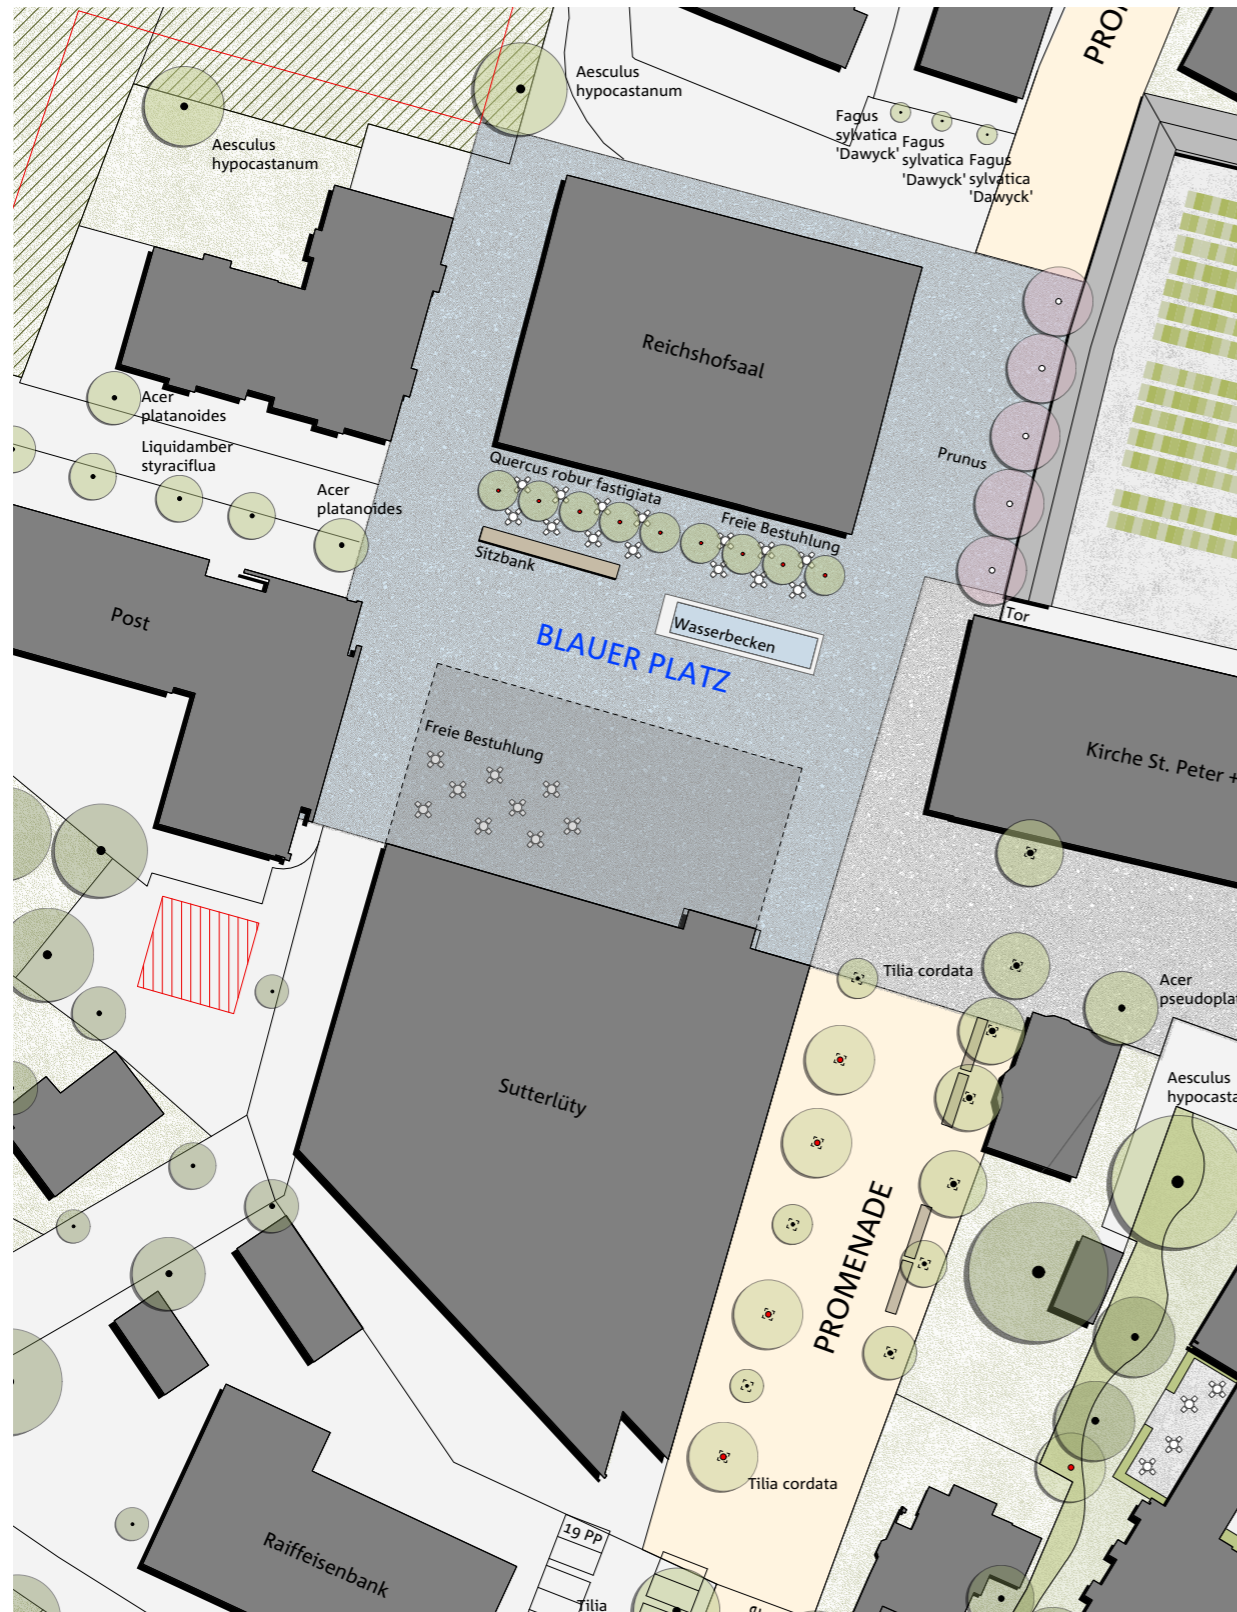 PRO
Aesculus
hypocastanum
Aesculus
hypocastanum
Fagus
sylvatica
'Dawyck'
Fagus
sylvatica
'Dawyck'
Fagus
sylvatica
'Dawyck'
Reichshofsaal
Acer
platanoides
Liquidamber
styraciflua
Acer
platanoides
Quercus robur fastigiata
Freie Bestuhlung
Prunus
Sitzbank
Post
Tor
Wasserbecken
BLAUER PLATZ
Freie Bestuhlung
Kirche St. Peter +
Tilia cordata
Acer
pseudoplat
Aesculus
hypocasta
Sutterlüty
PROMENADE
Tilia cordata
19 PP
Raiffeisenbank
Tilia